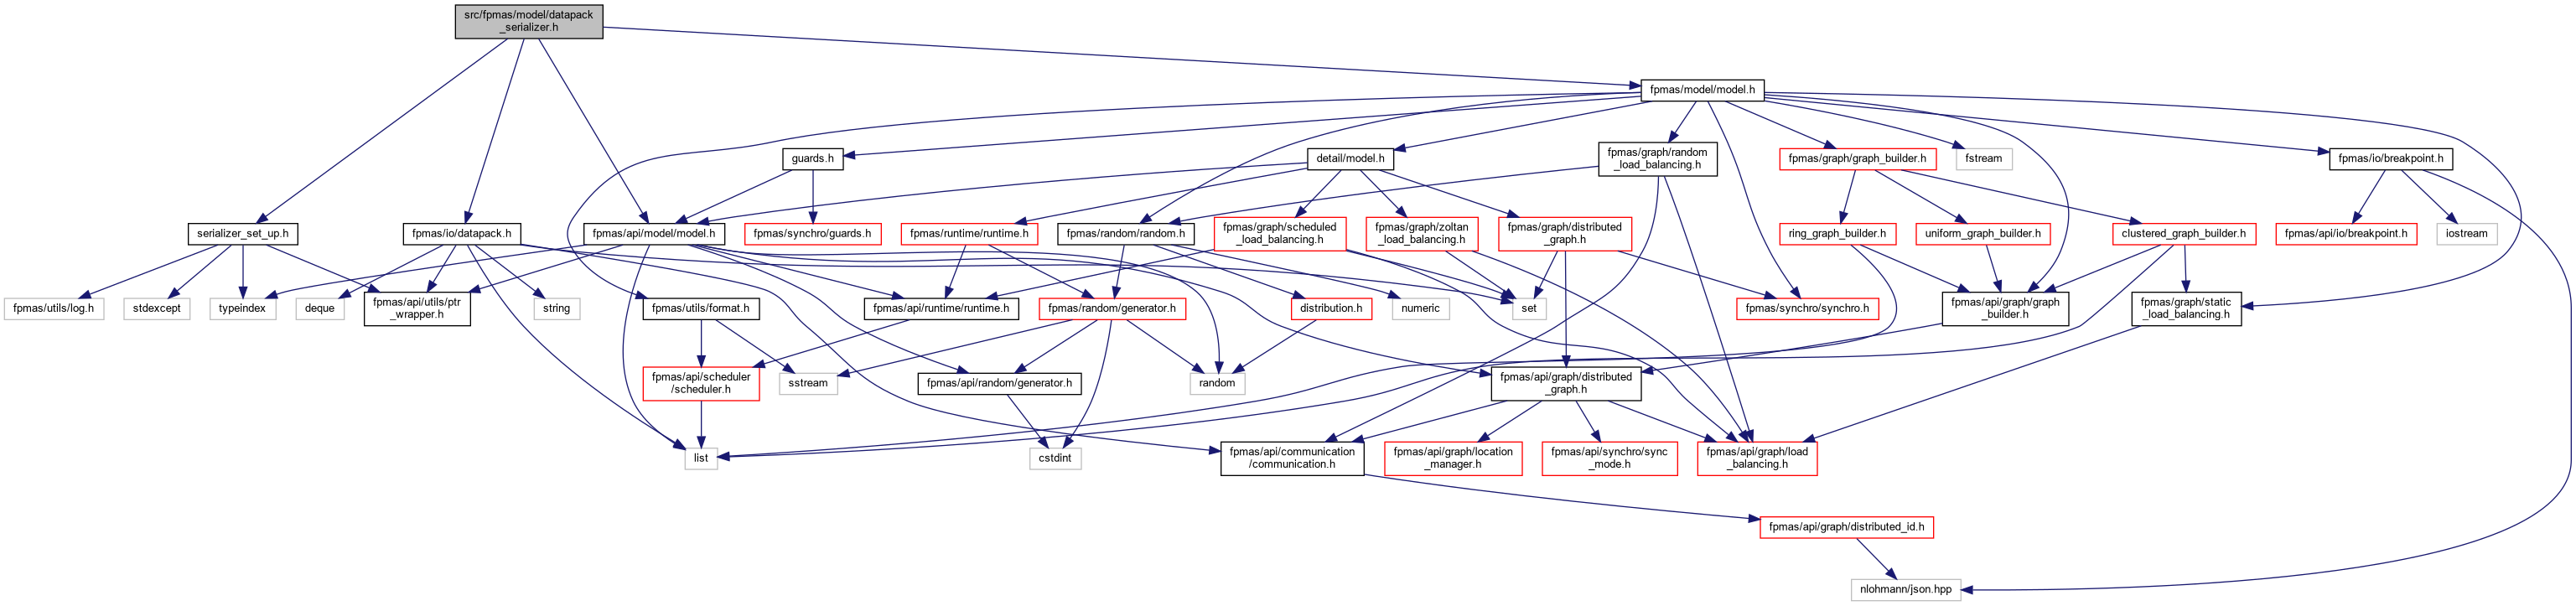 src/fpmas/model/datapack
_serializer.h
fpmas/model/model.h
guards.h
detail/model.h
fpmas/graph/random
_load_balancing.h
fpmas/graph/graph_builder.h
fstream
fpmas/io/breakpoint.h
serializer_set_up.h
fpmas/io/datapack.h
fpmas/api/model/model.h
fpmas/synchro/guards.h
fpmas/runtime/runtime.h
fpmas/random/random.h
fpmas/graph/scheduled
_load_balancing.h
fpmas/graph/zoltan
_load_balancing.h
fpmas/graph/distributed
_graph.h
ring_graph_builder.h
uniform_graph_builder.h
clustered_graph_builder.h
fpmas/api/io/breakpoint.h
iostream
fpmas/utils/log.h
stdexcept
typeindex
deque
fpmas/api/utils/ptr
_wrapper.h
string
fpmas/utils/format.h
fpmas/api/runtime/runtime.h
fpmas/random/generator.h
distribution.h
numeric
set
fpmas/synchro/synchro.h
fpmas/api/graph/graph
_builder.h
fpmas/graph/static
_load_balancing.h
fpmas/api/scheduler
/scheduler.h
sstream
fpmas/api/random/generator.h
random
fpmas/api/graph/distributed
_graph.h
list
cstdint
fpmas/api/communication
/communication.h
fpmas/api/graph/location
_manager.h
fpmas/api/synchro/sync
_mode.h
fpmas/api/graph/load
_balancing.h
fpmas/api/graph/distributed_id.h
nlohmann/json.hpp